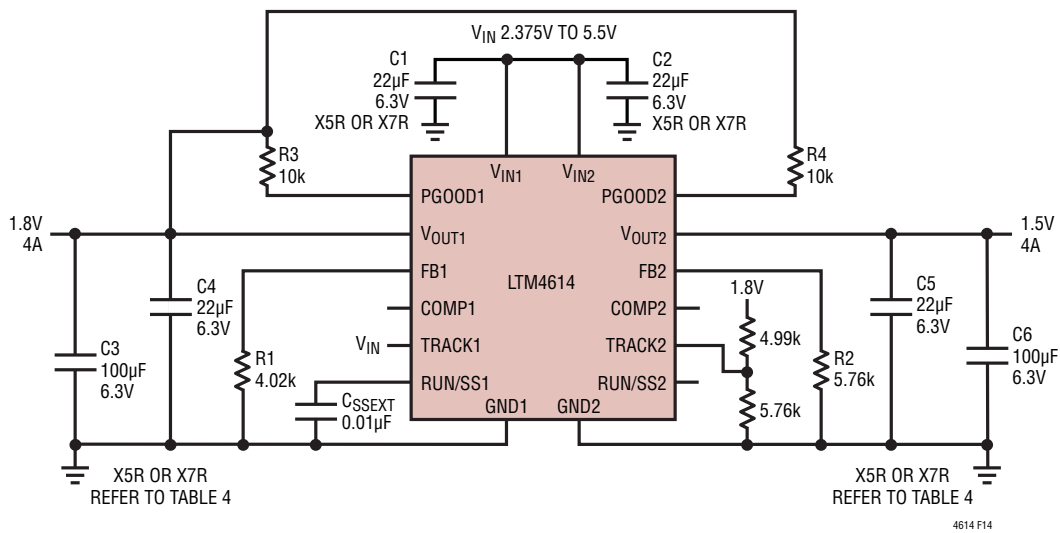 V_IN 2.375V TO 5.5V
C1
22µF
6.3V
X5R OR X7R
C2
22µF
6.3V
X5R OR X7R
R3
10k
R4
10k
V_IN1
V_IN2
PGOOD1
PGOOD2
1.8V
4A
V_OUT1
V_OUT2
1.5V
4A
FB1
FB2
LTM4614
C4
22µF
6.3V
COMP1
COMP2
1.8V
C5
22µF
6.3V
V_IN
TRACK1
TRACK2
4.99k
C3
100µF
6.3V
R1
4.02k
R2
5.76k
C6
100µF
6.3V
RUN/SS1
RUN/SS2
C_SSEXT
0.01µF
GND1
GND2
5.76k
X5R OR X7R
REFER TO TABLE 4
X5R OR X7R
REFER TO TABLE 4
4614 F14